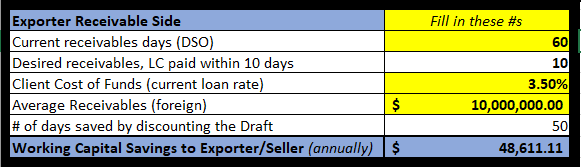 Exporter Receivable Side Fill in these #s
Current receivables days (DSO) 60
Desired receivables, LC paid within 10 days 10
Client Cost of Funds (current loan rate) 3.50%
Average Receivables (foreign) $ 10,000,000.00
# of days saved by discounting the Draft 50
Working Capital Savings to Exporter/Seller (annually) $ 48,611.11